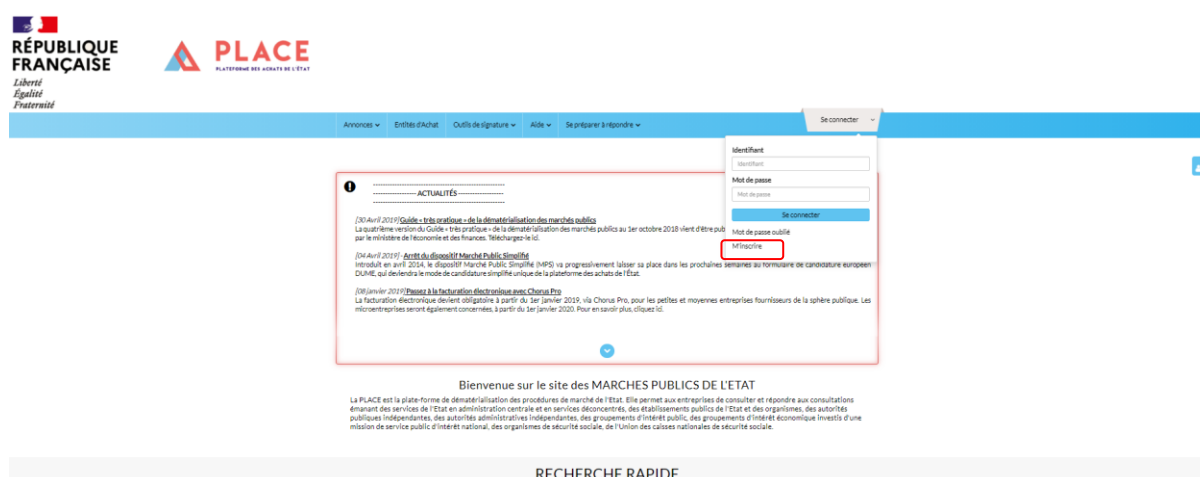 RÉPUBLIQUE
FRANÇAISE
Liberté
Égalité
Fraternité
PLACE
PLATEFORME DES ACHATS DE L'ÉTAT
Annonces Entités d'Achat Outils de signature Aide Se préparer à répondre Se connecter
Identifiant
Identifiant
Mot de passe
Mot de passe
Se connecter
Mot de passe oublié
M'inscrire
---------------- ACTUALITÉS ----------------
[30 Avril 2019] Guide « très pratique » de la dématérialisation des marchés publics
La quatrième version du Guide « très pratique » de la dématérialisation des marchés publics au 1er octobre 2018 vient d'être pub
par le ministère de l'économie et des finances. Téléchargez-le ici.
[04 Avril 2019] - Arrêt du dispositif Marché Public Simplifié
Introduit en avril 2014, le dispositif Marché Public Simplifié (MPS) va progressivement laisser sa place dans les prochaines semaines au formulaire de candidature européen
DUME, qui deviendra le mode de candidature simplifié unique de la plateforme des achats de l'État.
[08 janvier 2019] Passez à la facturation électronique avec Chorus Pro
La facturation électronique devient obligatoire à partir du 1er janvier 2019, via Chorus Pro, pour les petites et moyennes entreprises fournisseurs de la sphère publique. Les
microentreprises seront également concernées, à partir du 1er janvier 2020. Pour en savoir plus, cliquez ici.
Bienvenue sur le site des MARCHES PUBLICS DE L'ETAT
La PLACE est la plate-forme de dématérialisation des procédures de marché de l'Etat. Elle permet aux entreprises de consulter et répondre aux consultations
émanant des services de l'Etat en administration centrale et en services déconcentrés, des établissements publics de l'Etat et des organismes, des autorités
publiques indépendantes, des autorités administratives indépendantes, des groupements d'intérêt public, des groupements d'intérêt économique investis d'une
mission de service public d'intérêt national, des organismes de sécurité sociale, de l'Union des caisses nationales de sécurité sociale.
RECHERCHE RAPIDE